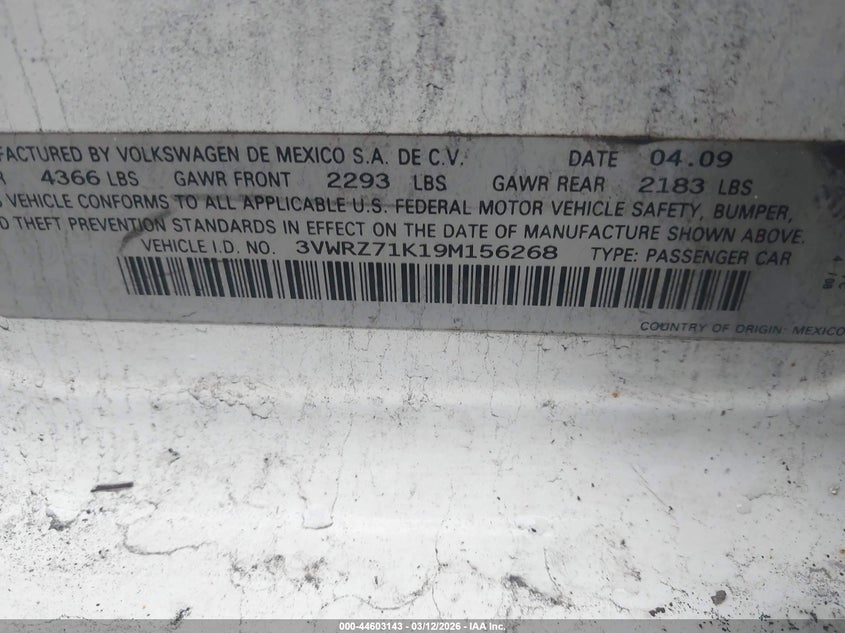 FACTURED BY VOLKSWAGEN DE MEXICO S.A. DE C.V. DATE 04.09
R 4366 LBS GAWR FRONT 2293 LBS GAWR REAR 2183 LBS
S VEHICLE CONFORMS TO ALL APPLICABLE U.S. FEDERAL MOTOR VEHICLE SAFETY, BUMPER,
D THEFT PREVENTION STANDARDS IN EFFECT ON THE DATE OF MANUFACTURE SHOWN ABOVE.
VEHICLE I.D. NO. 3VWRZ71K19M156268 TYPE: PASSENGER CAR
COUNTRY OF ORIGIN: MEXICO
000-44603143 - 03/12/2026 - IAA Inc.